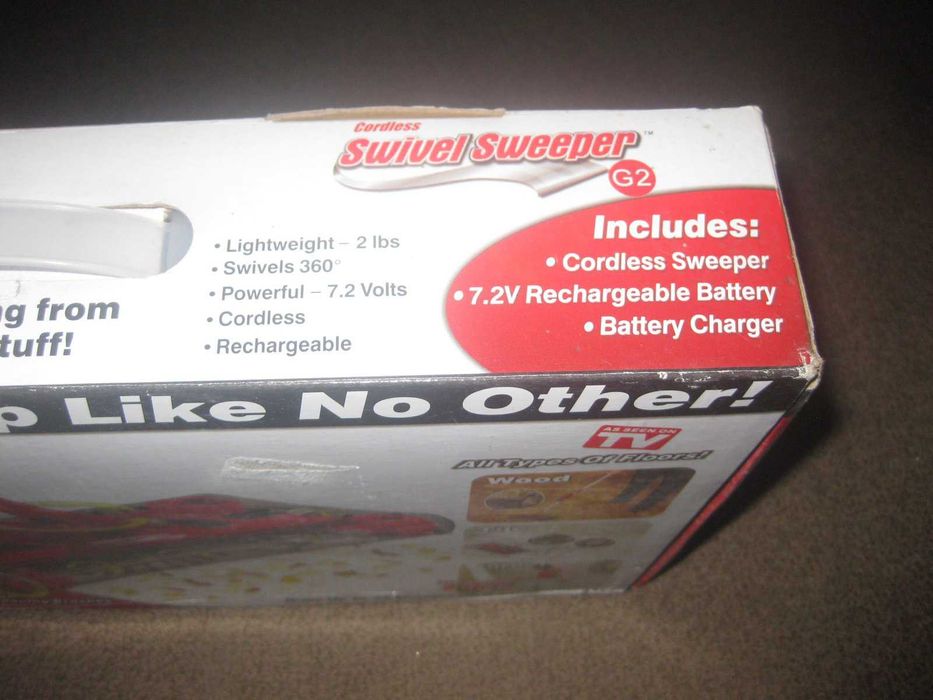 Cordless
Swivel Sweeper™
G2
• Lightweight – 2 lbs
• Swivels 360°
• Powerful – 7.2 Volts
• Cordless
• Rechargeable
Includes:
• Cordless Sweeper
• 7.2V Rechargeable Battery
• Battery Charger
g from
tuff!
p Like No Other!
AS SEEN ON
TV
All Types Of Floors!
Wood